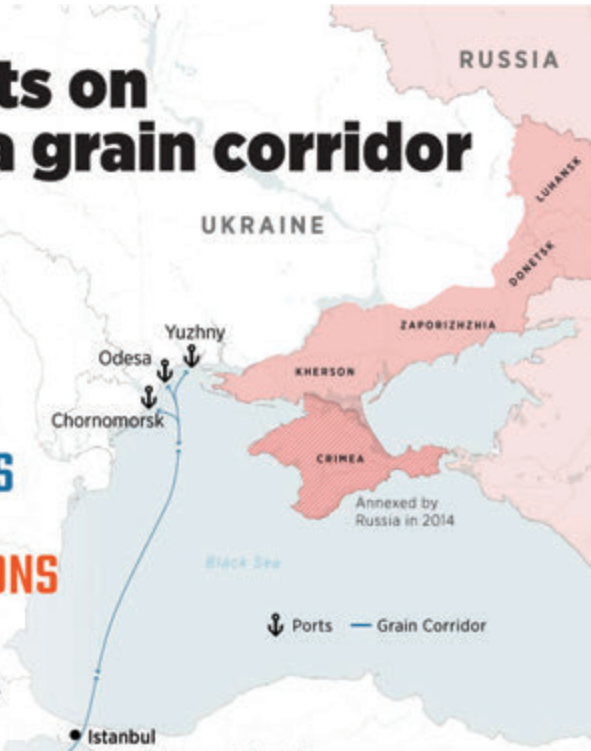 RUSSIA
ts on
a grain corridor
LUHANSK
UKRAINE
DONETSK
ZAPORIZHZHIA
Yuzhny
Odesa
KHERSON
Chornomorsk
CRIMEA
S
Annexed by
Russia in 2014
Black Sea
ONS
Ports
Grain Corridor
Istanbul